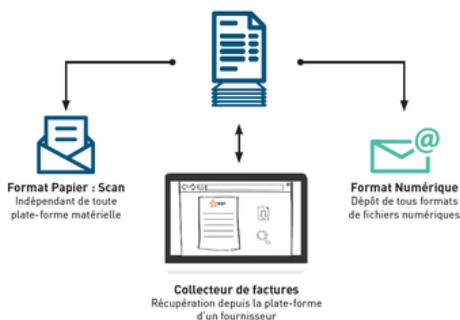 Format Papier : Scan
Indépendant de toute
plate-forme matérielle
@
Format Numérique
Dépôt de tous formats
de fichiers numériques
Collecteur de factures
Récupération depuis la plate-forme
d'un fournisseur